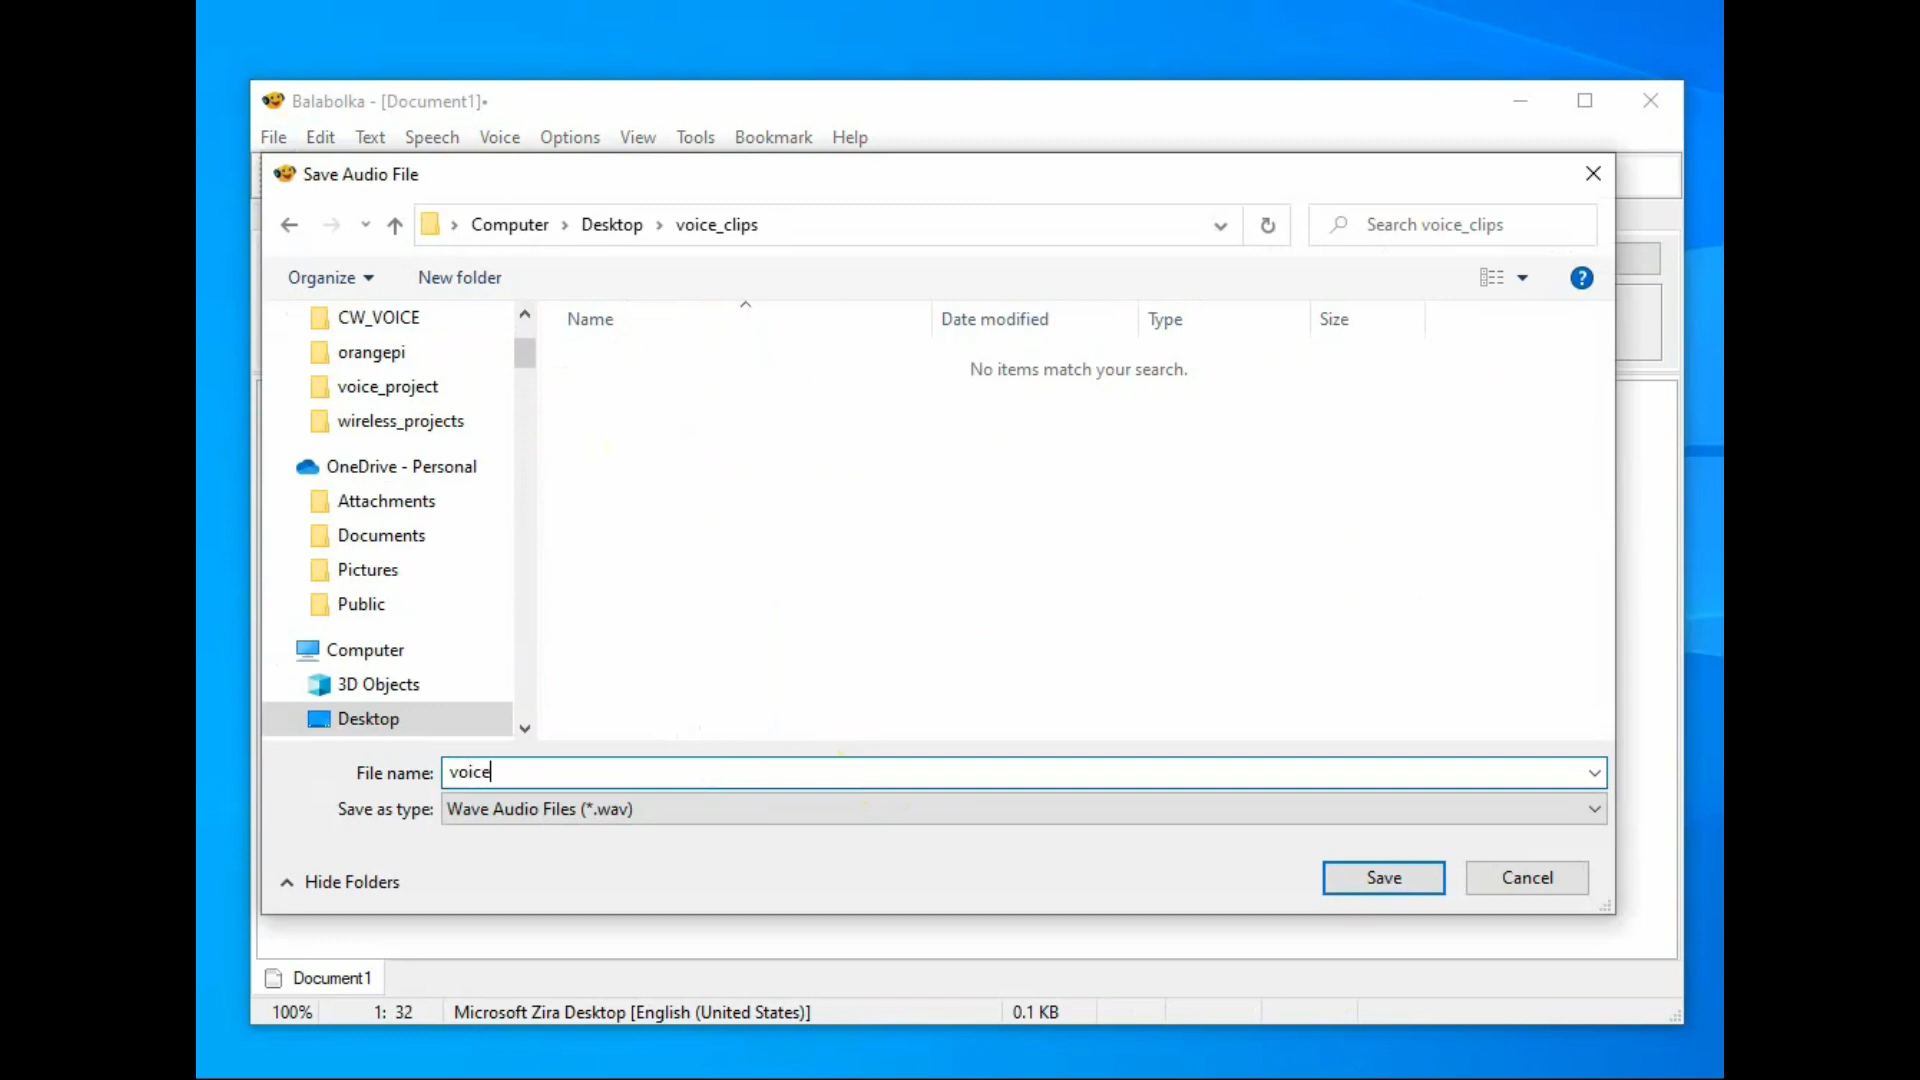 Balabolka - [Document1]•
File Edit Text Speech Voice Options View Tools Bookmark Help
Save Audio File
Computer > Desktop > voice_clips
Search voice_clips
Organize New folder
Name Date modified Type Size
No items match your search.
CW_VOICE
orangepi
voice_project
wireless_projects
OneDrive - Personal
Attachments
Documents
Pictures
Public
Computer
3D Objects
Desktop
File name: voice
Save as type: Wave Audio Files (*.wav)
Hide Folders
Save Cancel
Document1
100% 1: 32 Microsoft Zira Desktop [English (United States)] 0.1 KB